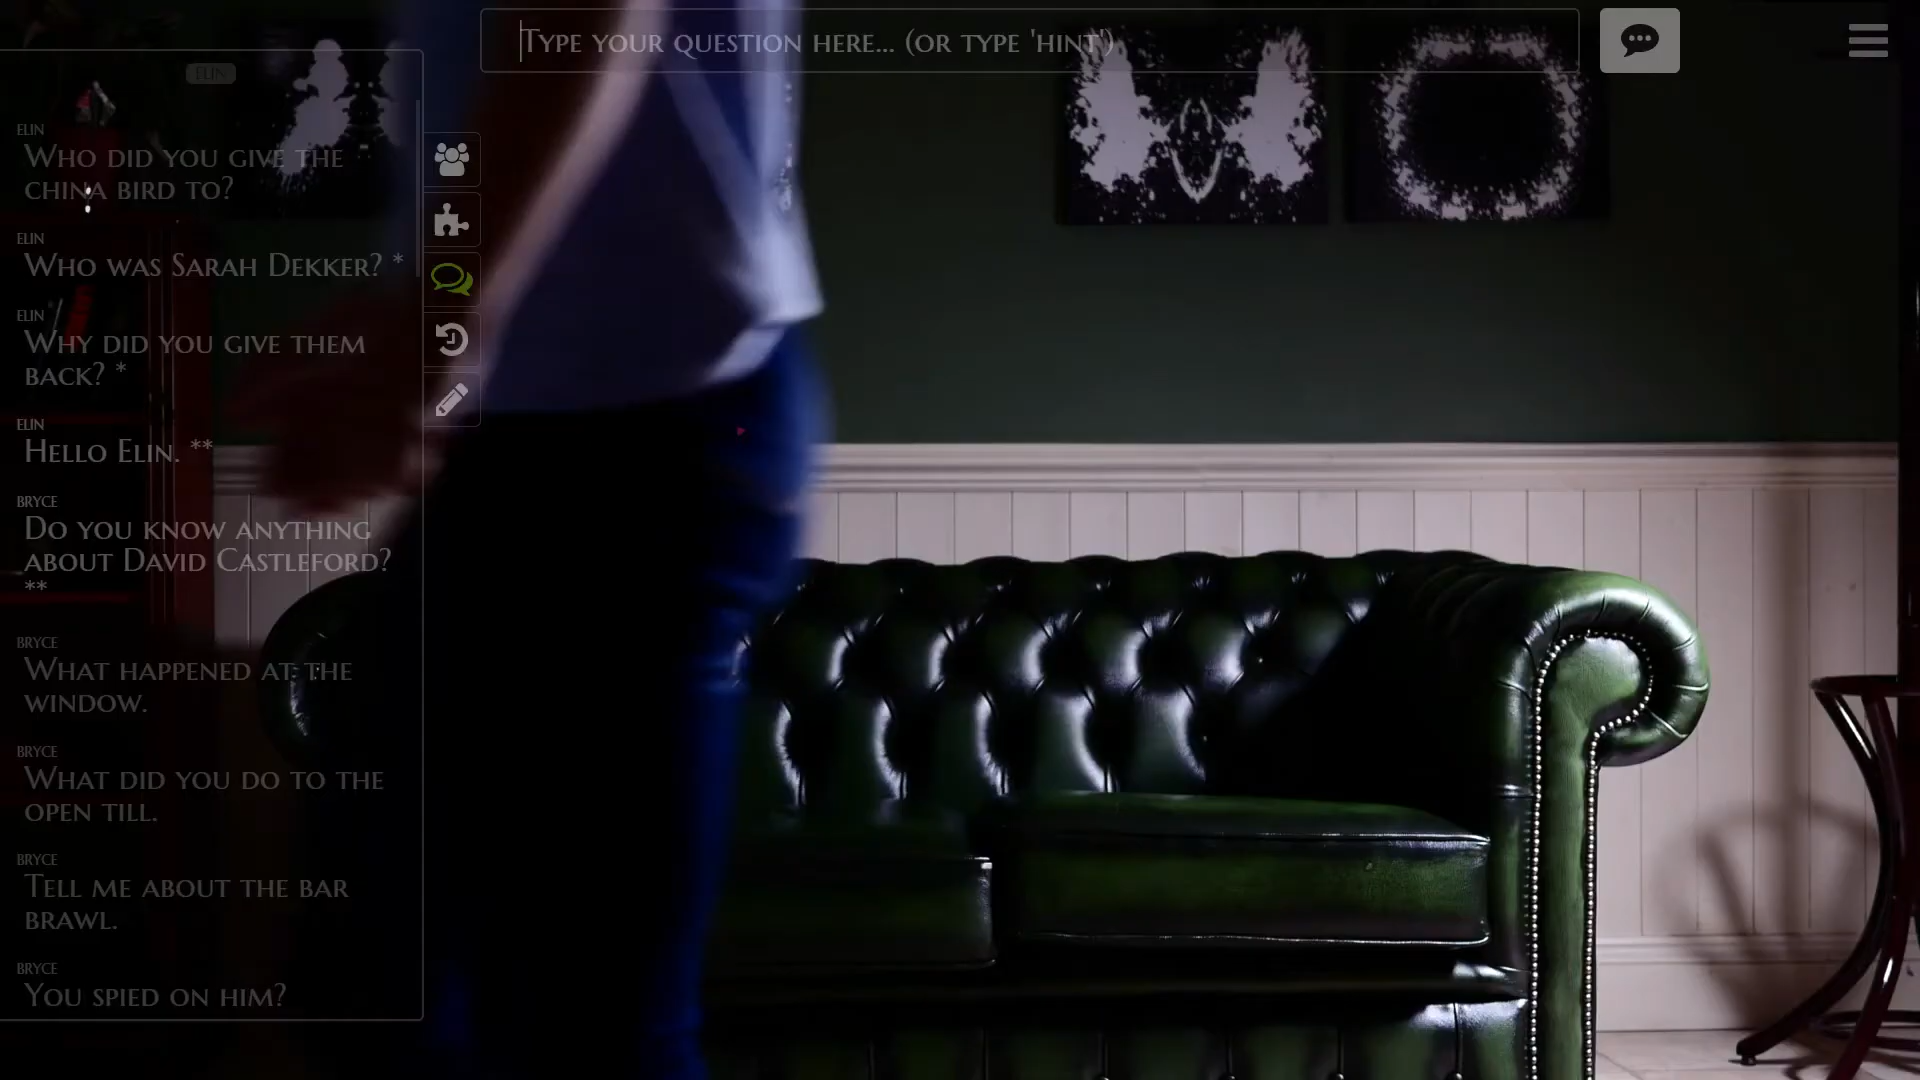 Type your question here... (or type 'hint')
ELIN
ELIN
Who did you give the
china bird to?
ELIN
Who was Sarah Dekker? *
ELIN
Why did you give them
back? *
ELIN
Hello Elin. **
BRYCE
Do you know anything
about David Castleford?
**
BRYCE
What happened at the
window.
BRYCE
What did you do to the
open till.
BRYCE
Tell me about the bar
brawl.
BRYCE
You spied on him?